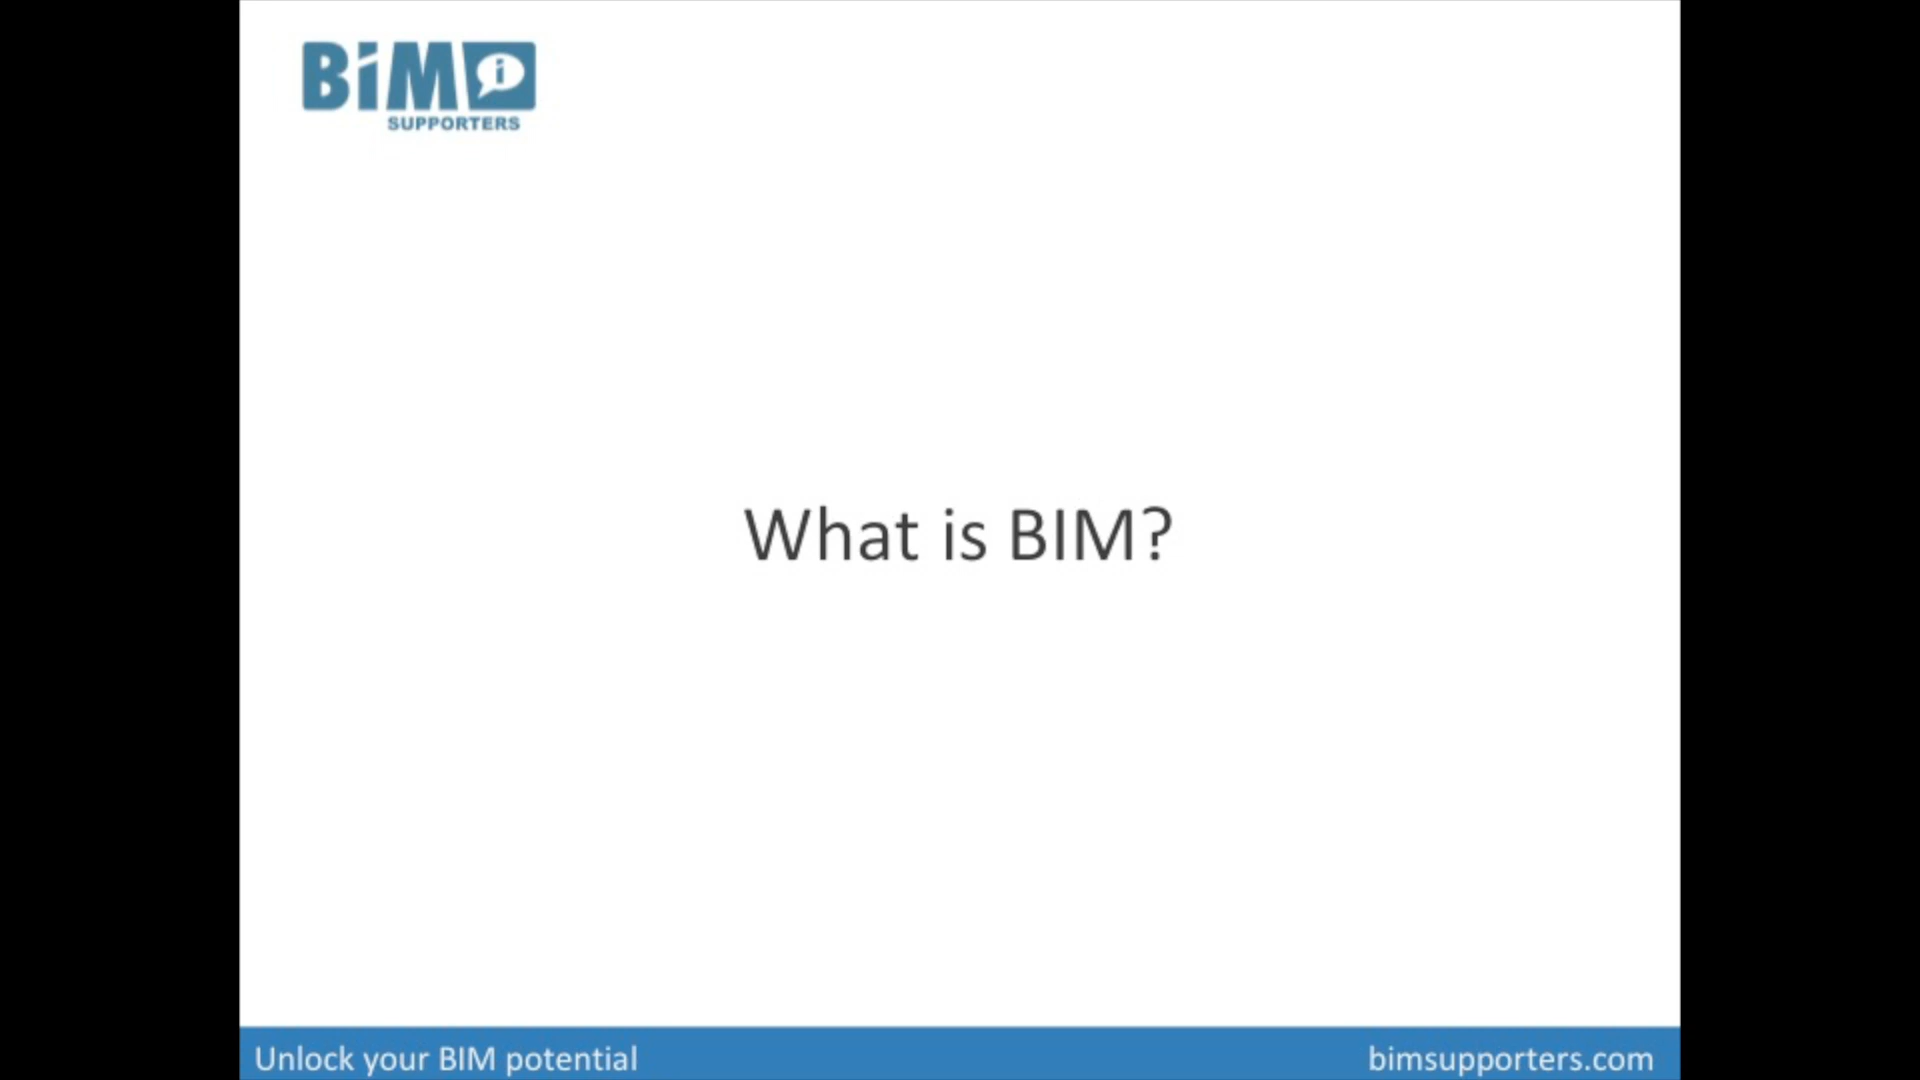 BiM i
SUPPORTERS
What is BIM?
Unlock your BIM potential
bimsupporters.com